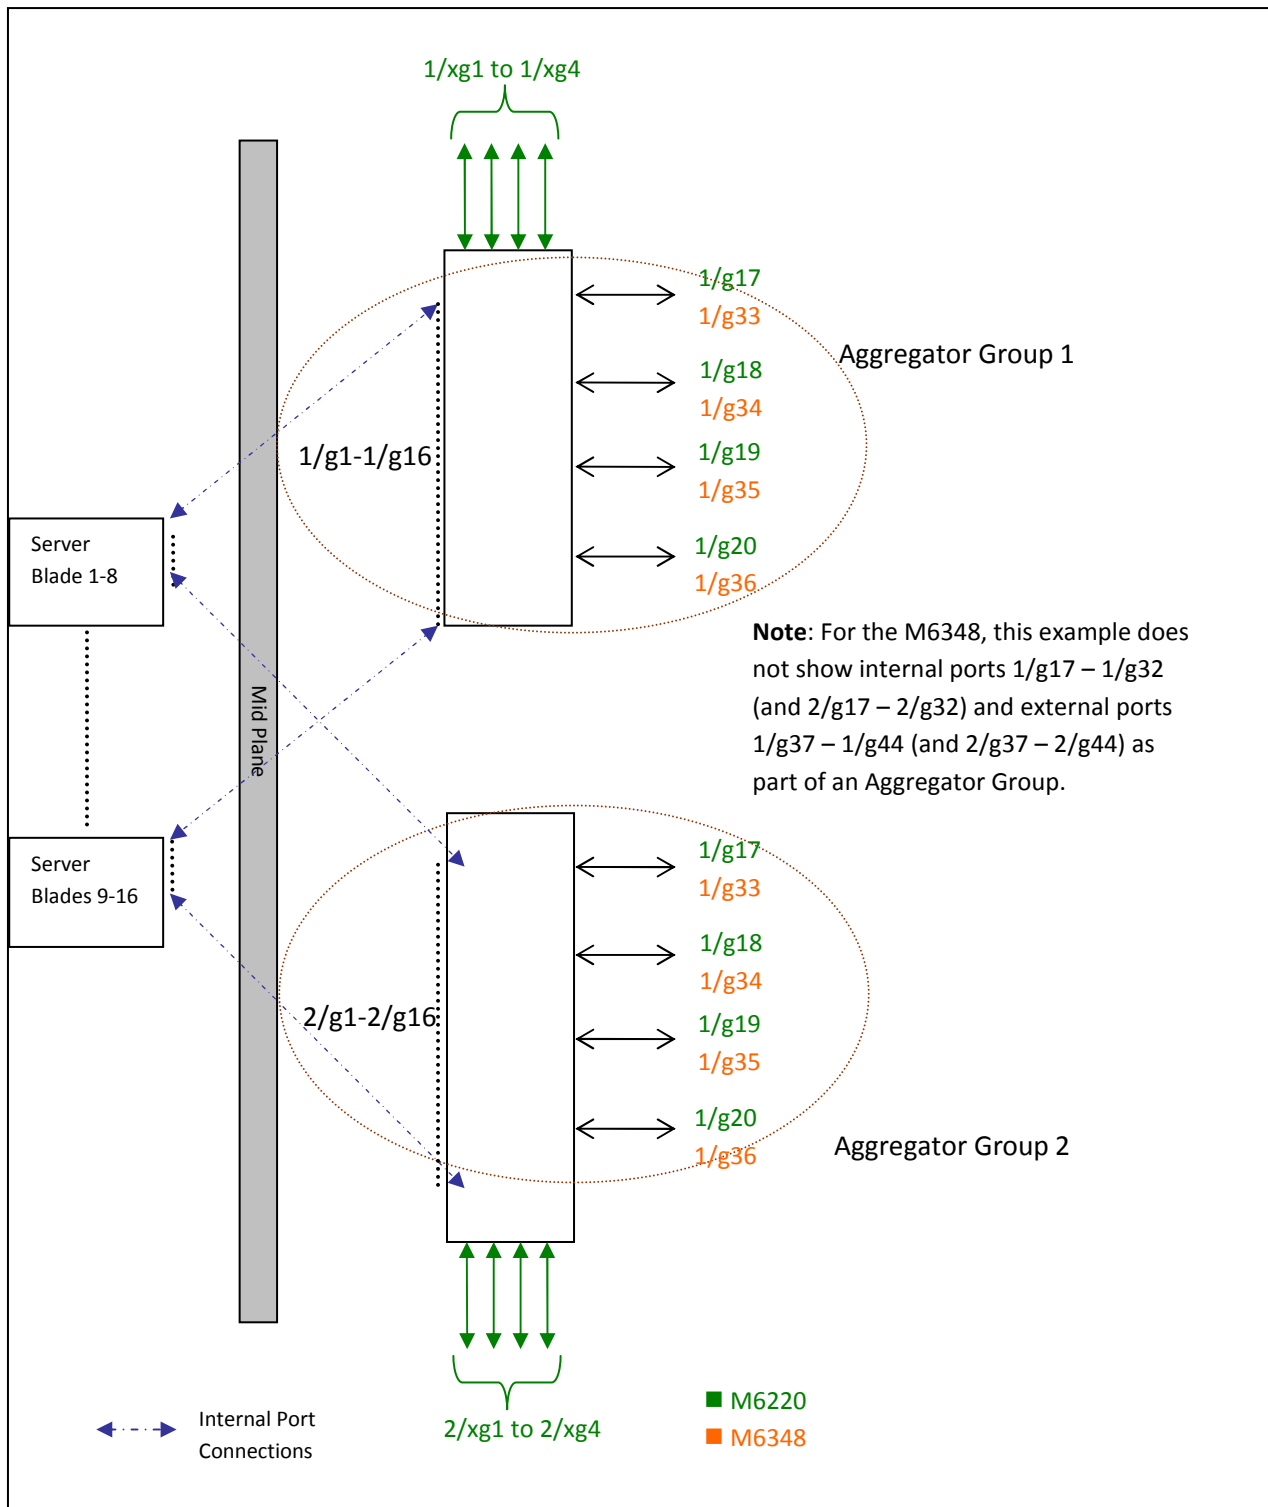 1/xg1 to 1/xg4
1/g17
1/g33
Aggregator Group 1
1/g18
1/g34
1/g1-1/g16
1/g19
1/g35
Server
Blade 1-8
1/g20
1/g36
Note: For the M6348, this example does
not show internal ports 1/g17 – 1/g32
(and 2/g17 – 2/g32) and external ports
1/g37 – 1/g44 (and 2/g37 – 2/g44) as
part of an Aggregator Group.
Mid Plane
Server
Blades 9-16
1/g17
1/g33
1/g18
1/g34
2/g1-2/g16
1/g19
1/g35
1/g20
1/g36
Aggregator Group 2
Internal Port
Connections
2/xg1 to 2/xg4
M6220
M6348